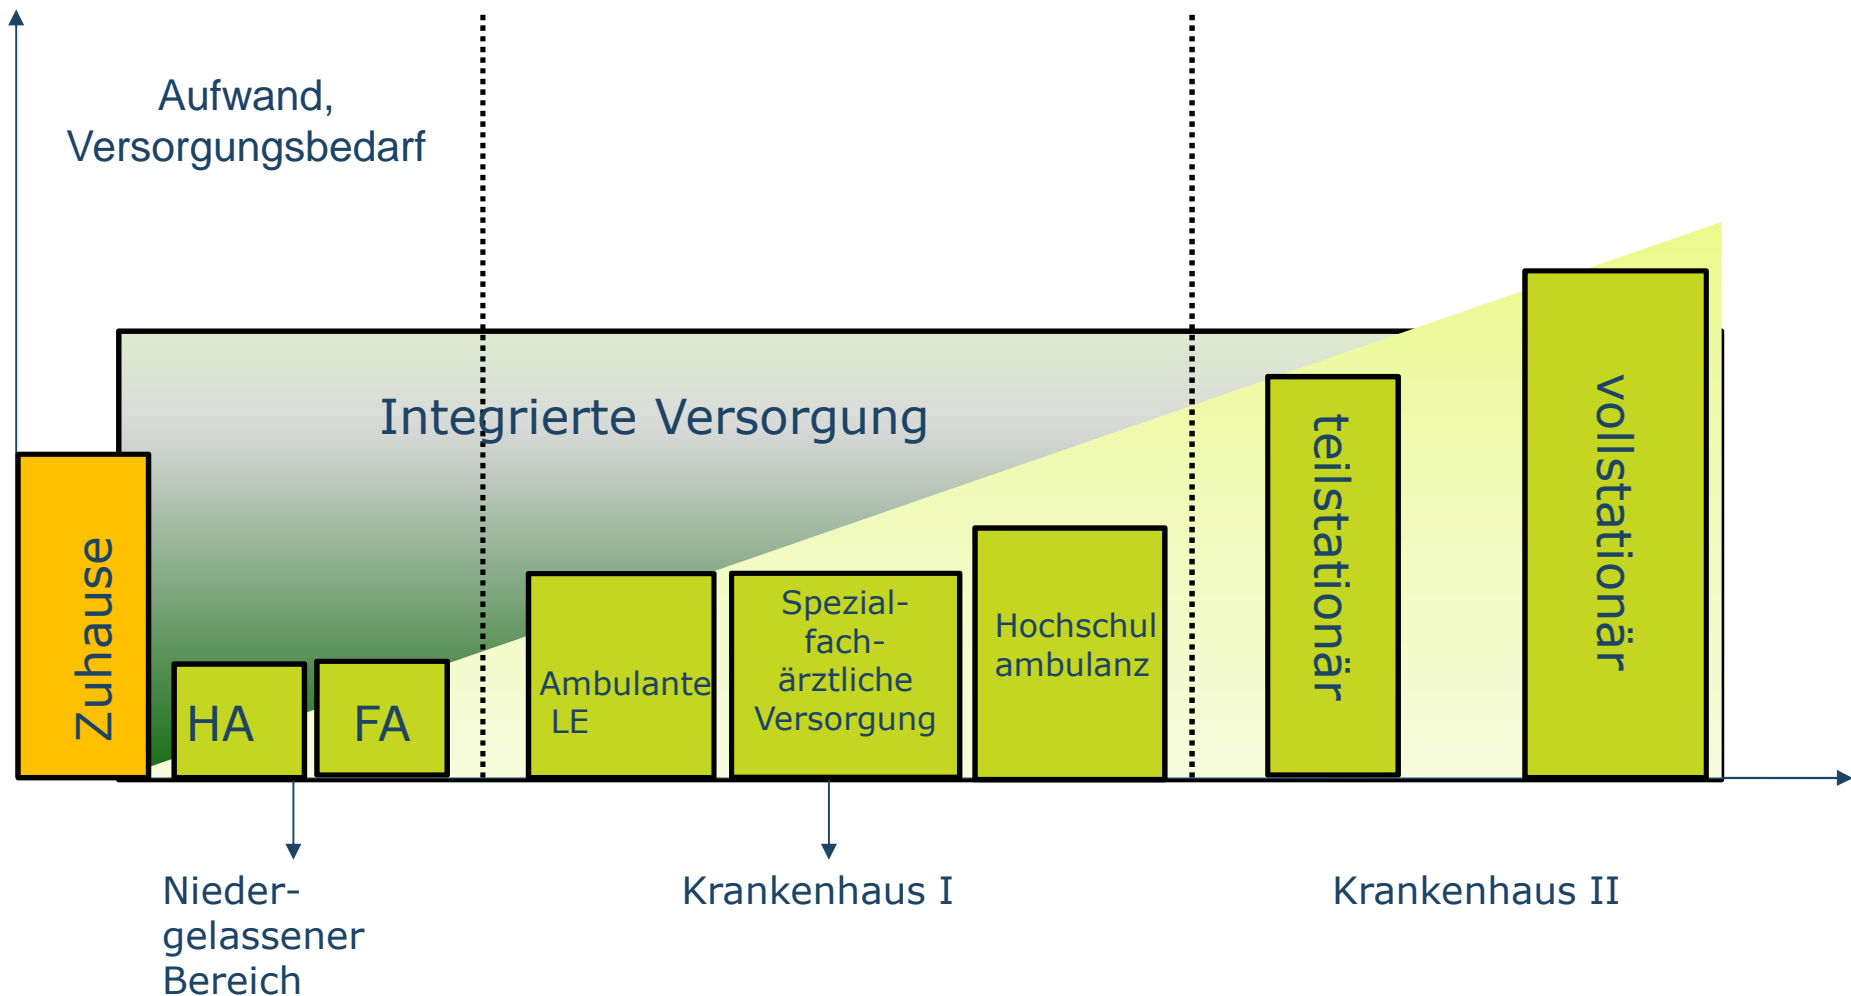 Aufwand,
Versorgungsbedarf
Integrierte Versorgung
Zuhause
HA
FA
Ambulante
LE
Spezial-
fach-
ärztliche
Versorgung
Hochschul
ambulanz
teilstationär
vollstationär
Nieder-
gelassener
Bereich
Krankenhaus I
Krankenhaus II